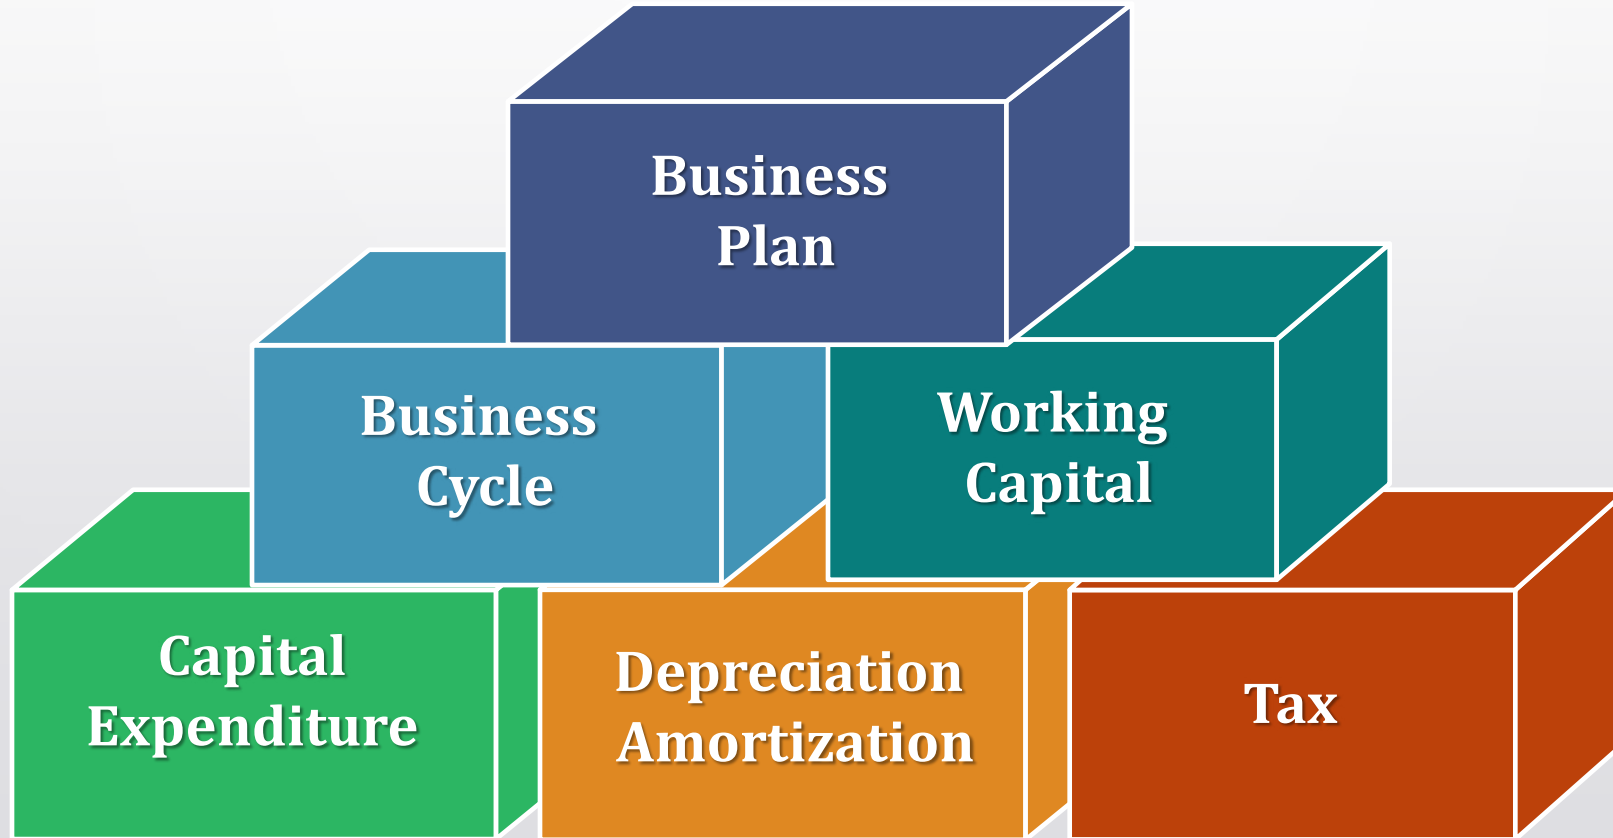 Business
Plan
Business
Cycle
Working
Capital
Capital
Expenditure
Depreciation
Amortization
Tax